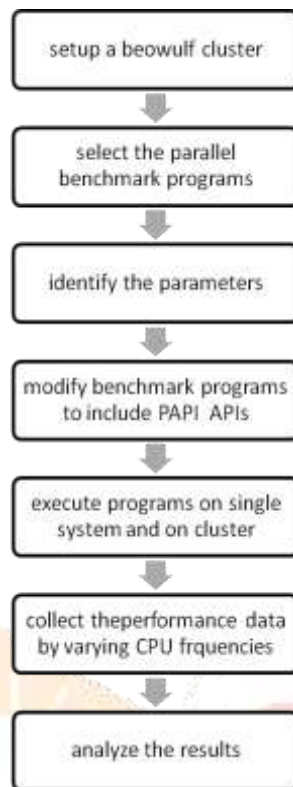 setup a beowulf cluster
select the parallel
benchmark programs
identify the parameters
modify benchmark programs
to include PAPI APIs
execute programs on single
system and on cluster
collect theperformance data
by varying CPU frquencies
analyze the results